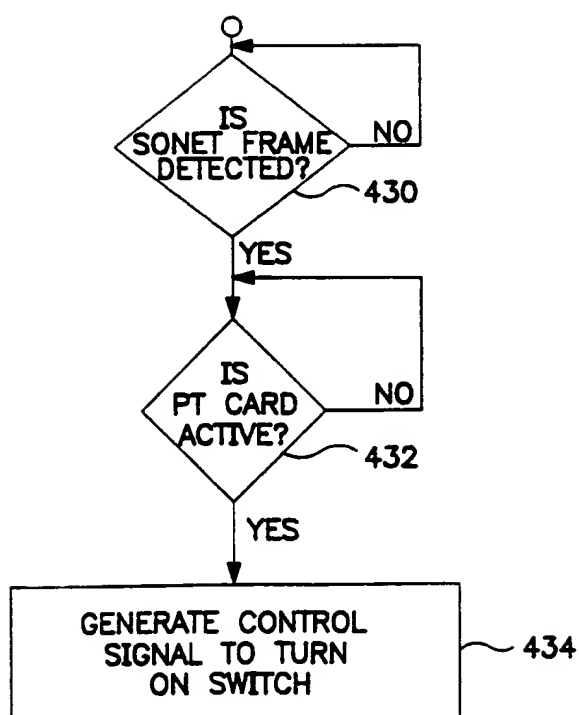 IS
SONET FRAME
DETECTED?
NO
430
YES
IS
PT CARD
ACTIVE?
NO
432
YES
GENERATE CONTROL
SIGNAL TO TURN
ON SWITCH
434